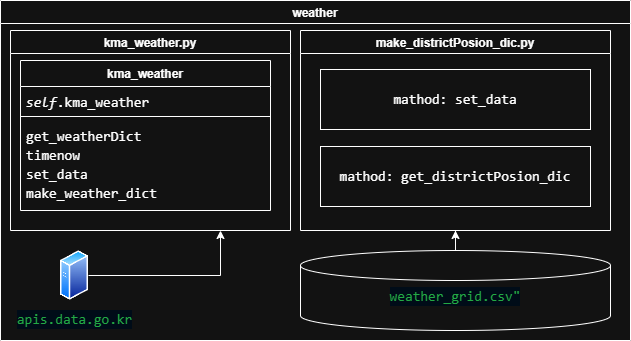 weather
kma_weather.py
kma_weather
self.kma_weather
get_weatherDict
timenow
set_data
make_weather_dict
apis.data.go.kr
make_districtPosion_dic.py
mathod: set_data
mathod: get_districtPosion_dic
weather_grid.csv"